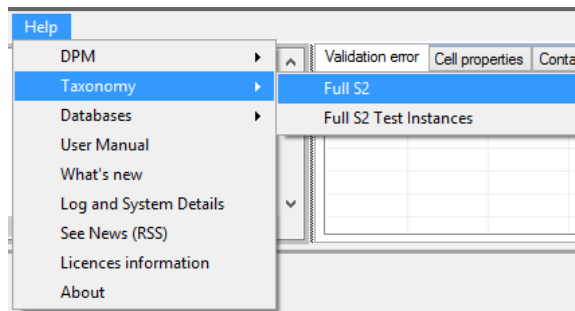 Help
DPM
Taxonomy
Databases
User Manual
What's new
Log and System Details
See News (RSS)
Licences information
About
Full S2
Full S2 Test Instances
Validation error
Cell properties
Conta